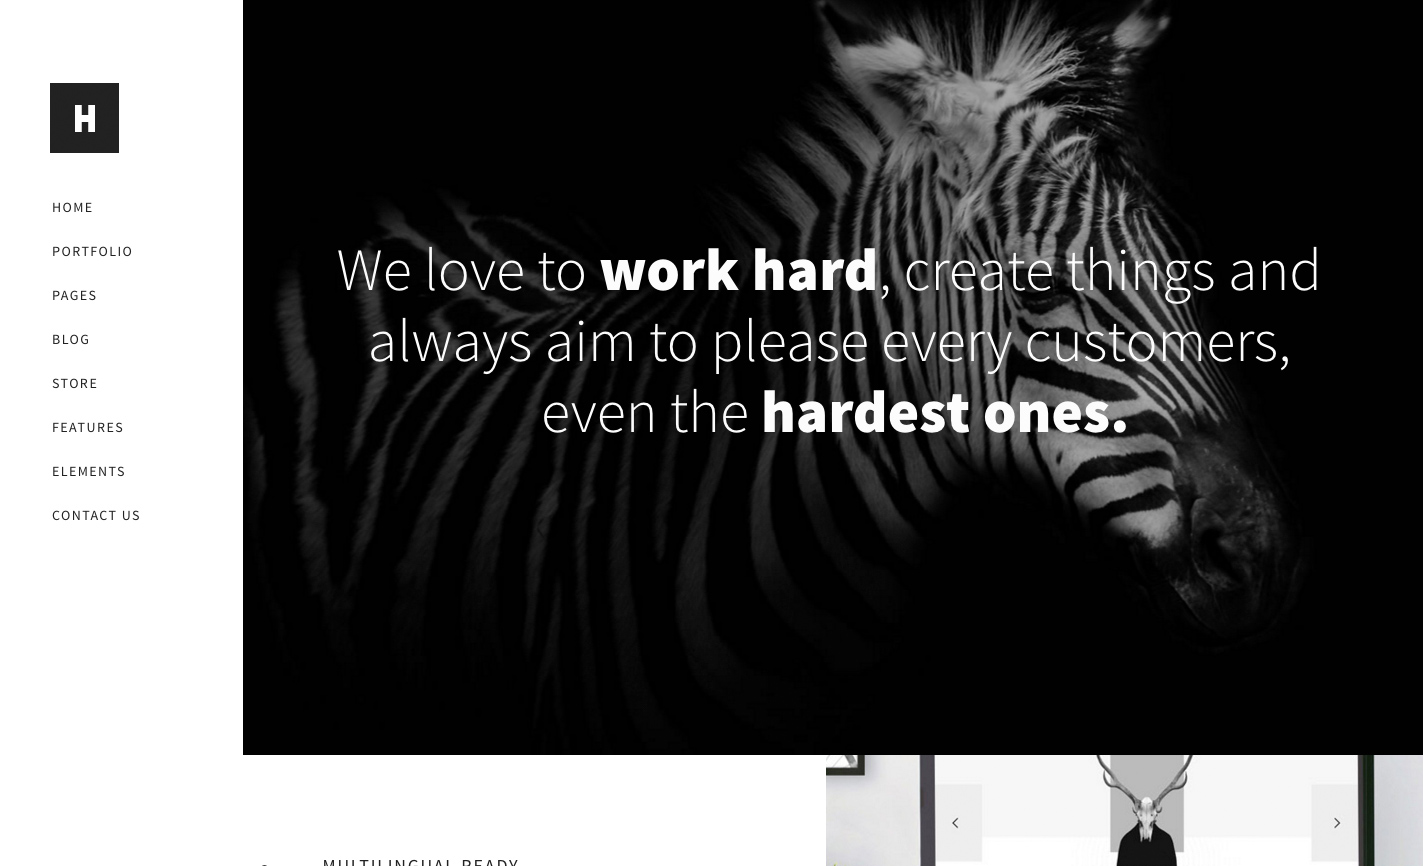 H
HOME
PORTFOLIO
PAGES
BLOG
STORE
FEATURES
ELEMENTS
CONTACT US
We love to work hard, create things and
always aim to please every customers,
even the hardest ones.
MULTILINGUAL READY